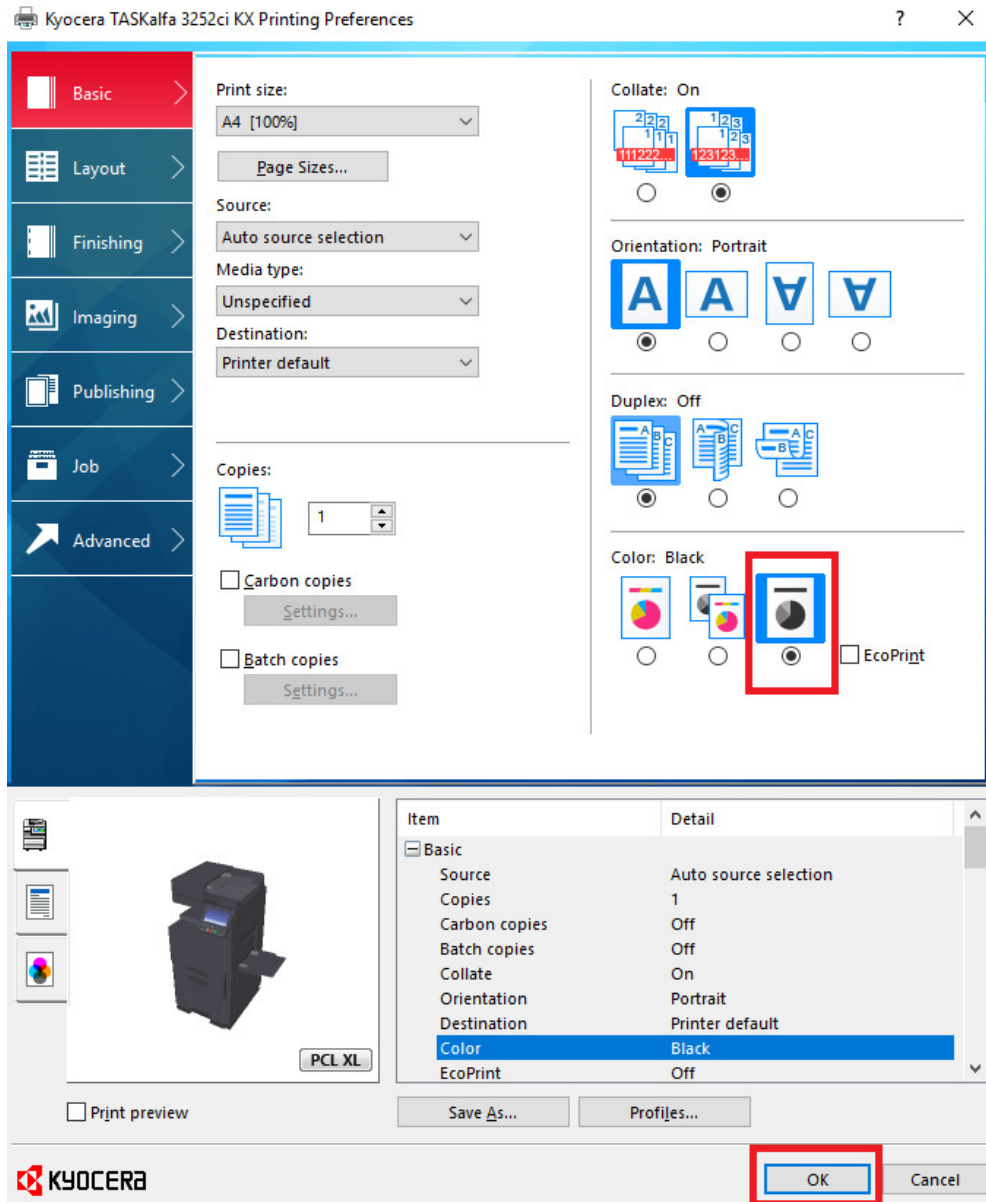 Kyocera TASKalfa 3252ci KX Printing Preferences
?
Basic
Layout
Finishing
Imaging
Publishing
Job
Advanced
Print size:
A4 [100%]
Page Sizes...
Source:
Auto source selection
Media type:
Unspecified
Destination:
Printer default
Copies:
1
Carbon copies
Settings...
Batch copies
Settings...
Collate: On
222
111
111222...
123
123
123123...
Orientation: Portrait
A A A A
Duplex: Off
A B C
A B C
A B C
Color: Black
EcoPrint
PCL XL
Print preview
Item Detail
Basic
Source Auto source selection
Copies 1
Carbon copies Off
Batch copies Off
Collate On
Orientation Portrait
Destination Printer default
Color Black
EcoPrint Off
Save As... Profiles...
KYOCERA
OK Cancel